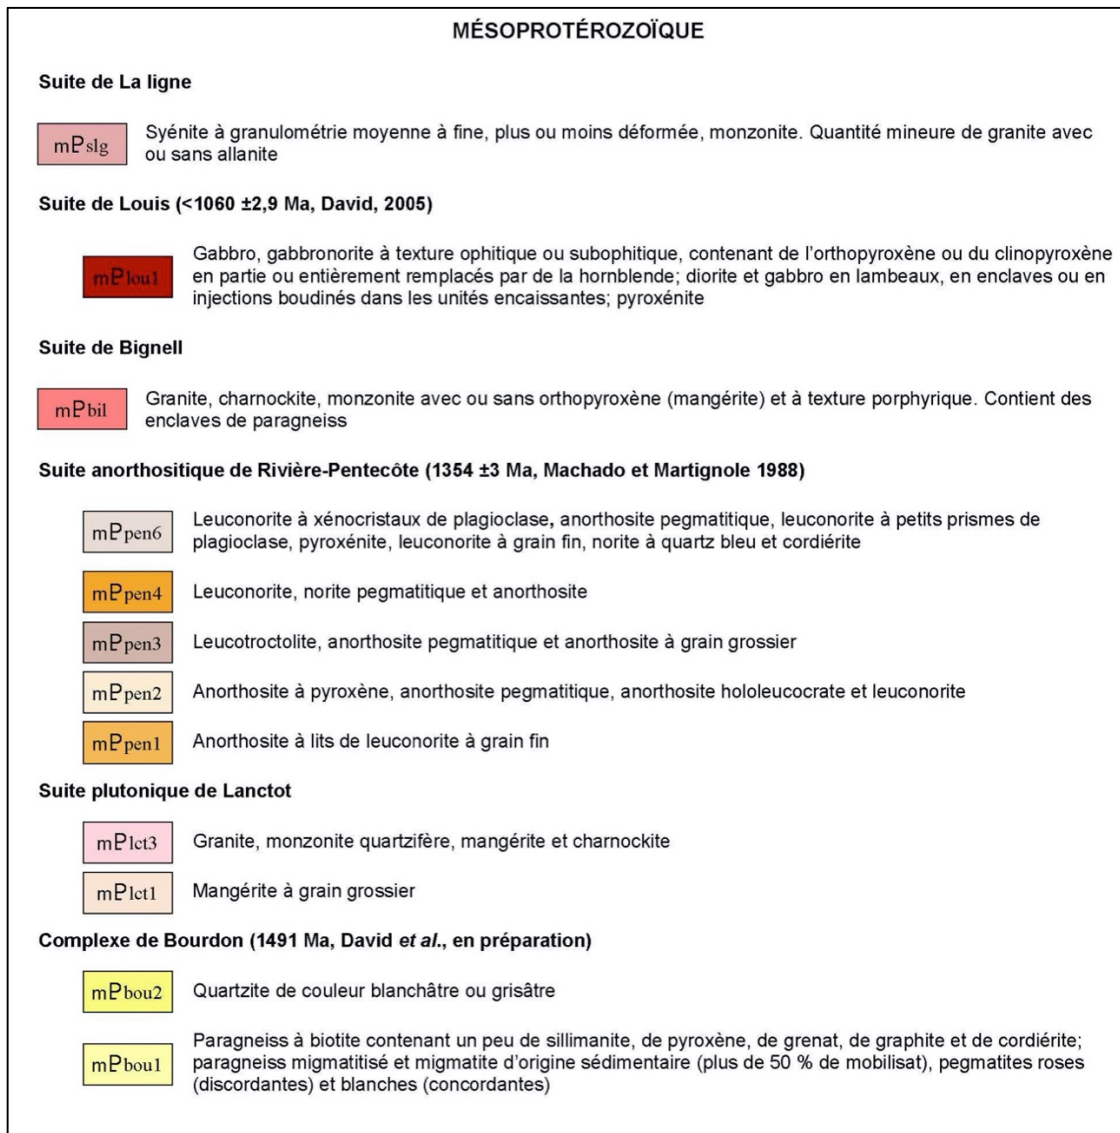 MÉSOPROTÉROZOÏQUE
Suite de La ligne
mPslg
Syénite à granulométrie moyenne à fine, plus ou moins déformée, monzonite. Quantité mineure de granite avec
ou sans allanite
Suite de Louis (<1060 ±2,9 Ma, David, 2005)
mPlou1
Gabbro, gabbronorite à texture ophitique ou subophitique, contenant de l'orthopyroxène ou du clinopyroxène
en partie ou entièrement remplacés par de la hornblende; diorite et gabbro en lambeaux, en enclaves ou en
injections boudinés dans les unités encaissantes; pyroxénite
Suite de Bignell
mPbil
Granite, charnockite, monzonite avec ou sans orthopyroxène (mangérite) et à texture porphyrique. Contient des
enclaves de paragneiss
Suite anorthositique de Rivière-Pentecôte (1354 ±3 Ma, Machado et Martignole 1988)
mPpen6
Leuconorite à xénocristaux de plagioclase, anorthosite pegmatitique, leuconorite à petits prismes de
plagioclase, pyroxénite, leuconorite à grain fin, norite à quartz bleu et cordiérite
mPpen4
Leuconorite, norite pegmatitique et anorthosite
mPpen3
Leucotroctolite, anorthosite pegmatitique et anorthosite à grain grossier
mPpen2
Anorthosite à pyroxène, anorthosite pegmatitique, anorthosite hololeucocrate et leuconorite
mPpen1
Anorthosite à lits de leuconorite à grain fin
Suite plutonique de Lanctot
mPlct3
Granite, monzonite quartzifère, mangérite et charnockite
mPlct1
Mangérite à grain grossier
Complexe de Bourdon (1491 Ma, David et al., en préparation)
mPbou2
Quartzite de couleur blanchâtre ou grisâtre
mPbou1
Paragneiss à biotite contenant un peu de sillimanite, de pyroxène, de grenat, de graphite et de cordiérite;
paragneiss migmatitisé et migmatite d'origine sédimentaire (plus de 50 % de mobilisat), pegmatites roses
(discordantes) et blanches (concordantes)